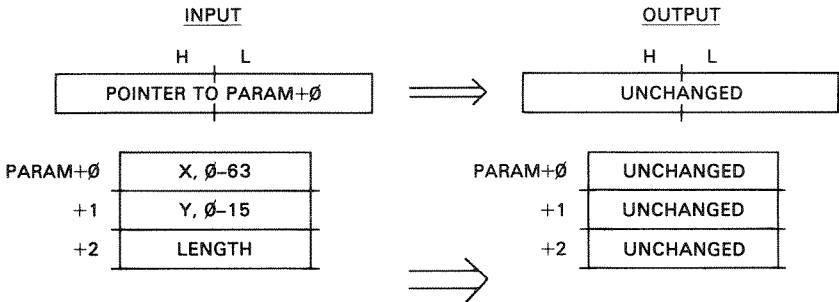 INPUT
OUTPUT
H L
H L
POINTER TO PARAM+Ø
UNCHANGED
PARAM+Ø X, Ø–63
PARAM+Ø UNCHANGED
+1 Y, Ø–15
+1 UNCHANGED
+2 LENGTH
+2 UNCHANGED